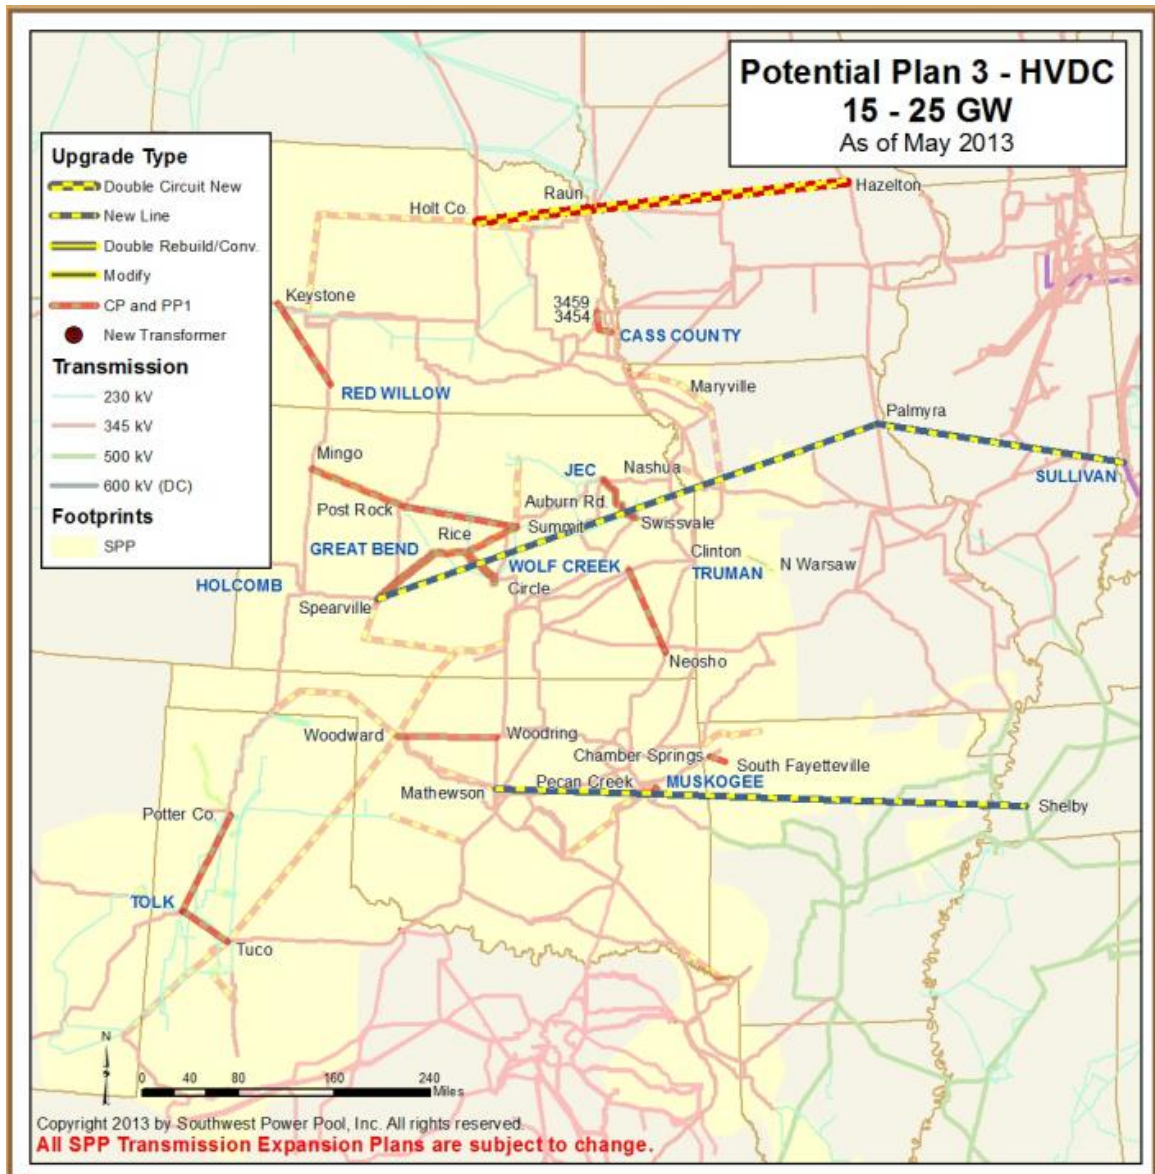 Potential Plan 3 - HVDC
15 - 25 GW
As of May 2013
Upgrade Type
Double Circuit New
New Line
Double Rebuild/Conv.
Modify
CP and PP1
New Transformer
Transmission
230 kV
345 kV
500 kV
600 kV (DC)
Footprints
SPP
Hazelton
Raun
Holt Co.
Keystone
3459
3454
CASS COUNTY
RED WILLOW
Maryville
Palmyra
Mingo
JEC
Nashua
SULLIVAN
Post Rock
Auburn Rd.
Summit
Swissvale
Rice
GREAT BEND
Clinton
WOLF CREEK
TRUMAN
N Warsaw
HOLCOMB
Circle
Spearville
Neosho
Woodward
Woodring
Chamber Springs
South Fayetteville
Pecan Creek
MUSKOGEE
Mathewson
Shelby
Potter Co.
TOLK
Tuco
N
0 40 80 160 240
Miles
Copyright 2013 by Southwest Power Pool, Inc. All rights reserved.
All SPP Transmission Expansion Plans are subject to change.